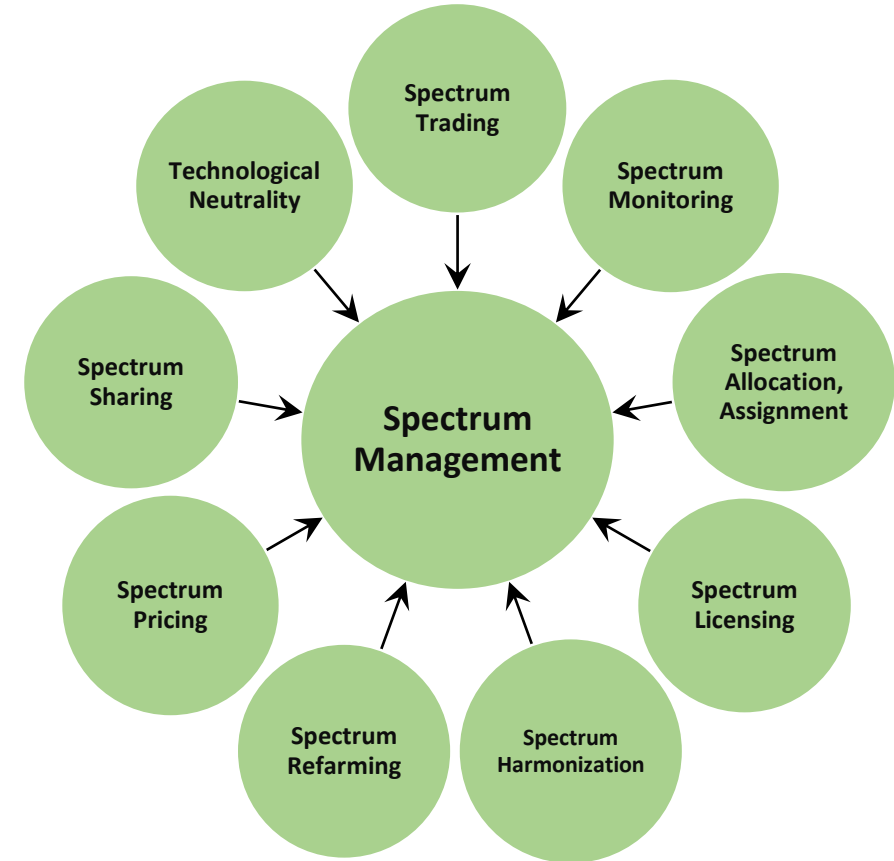 Spectrum
Trading
Spectrum
Monitoring
Spectrum
Allocation,
Assignment
Spectrum
Licensing
Spectrum
Harmonization
Spectrum
Refarming
Spectrum
Pricing
Spectrum
Sharing
Technological
Neutrality
Spectrum
Management